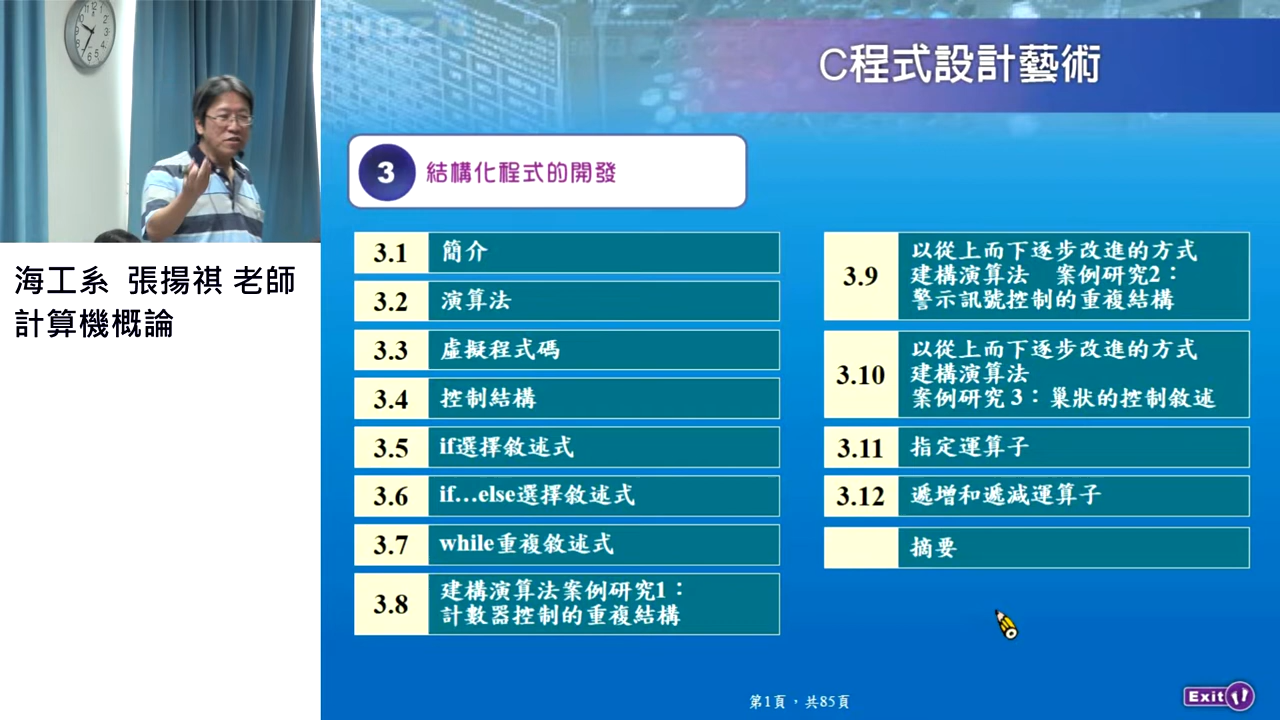 海工系 張揚祺 老師
計算機概論
C程式設計藝術
3 結構化程式的開發
3.1 簡介
3.2 演算法
3.3 虛擬程式碼
3.4 控制結構
3.5 if選擇敘述式
3.6 if...else選擇敘述式
3.7 while重複敘述式
3.8 建構演算法案例研究1：
計數器控制的重複結構
3.9 以從上而下逐步改進的方式
建構演算法 案例研究2：
警示訊號控制的重複結構
3.10 以從上而下逐步改進的方式
建構演算法
案例研究 3：巢狀的控制敘述
3.11 指定運算子
3.12 遞增和遞減運算子
摘要
第1頁，共85頁
Exit